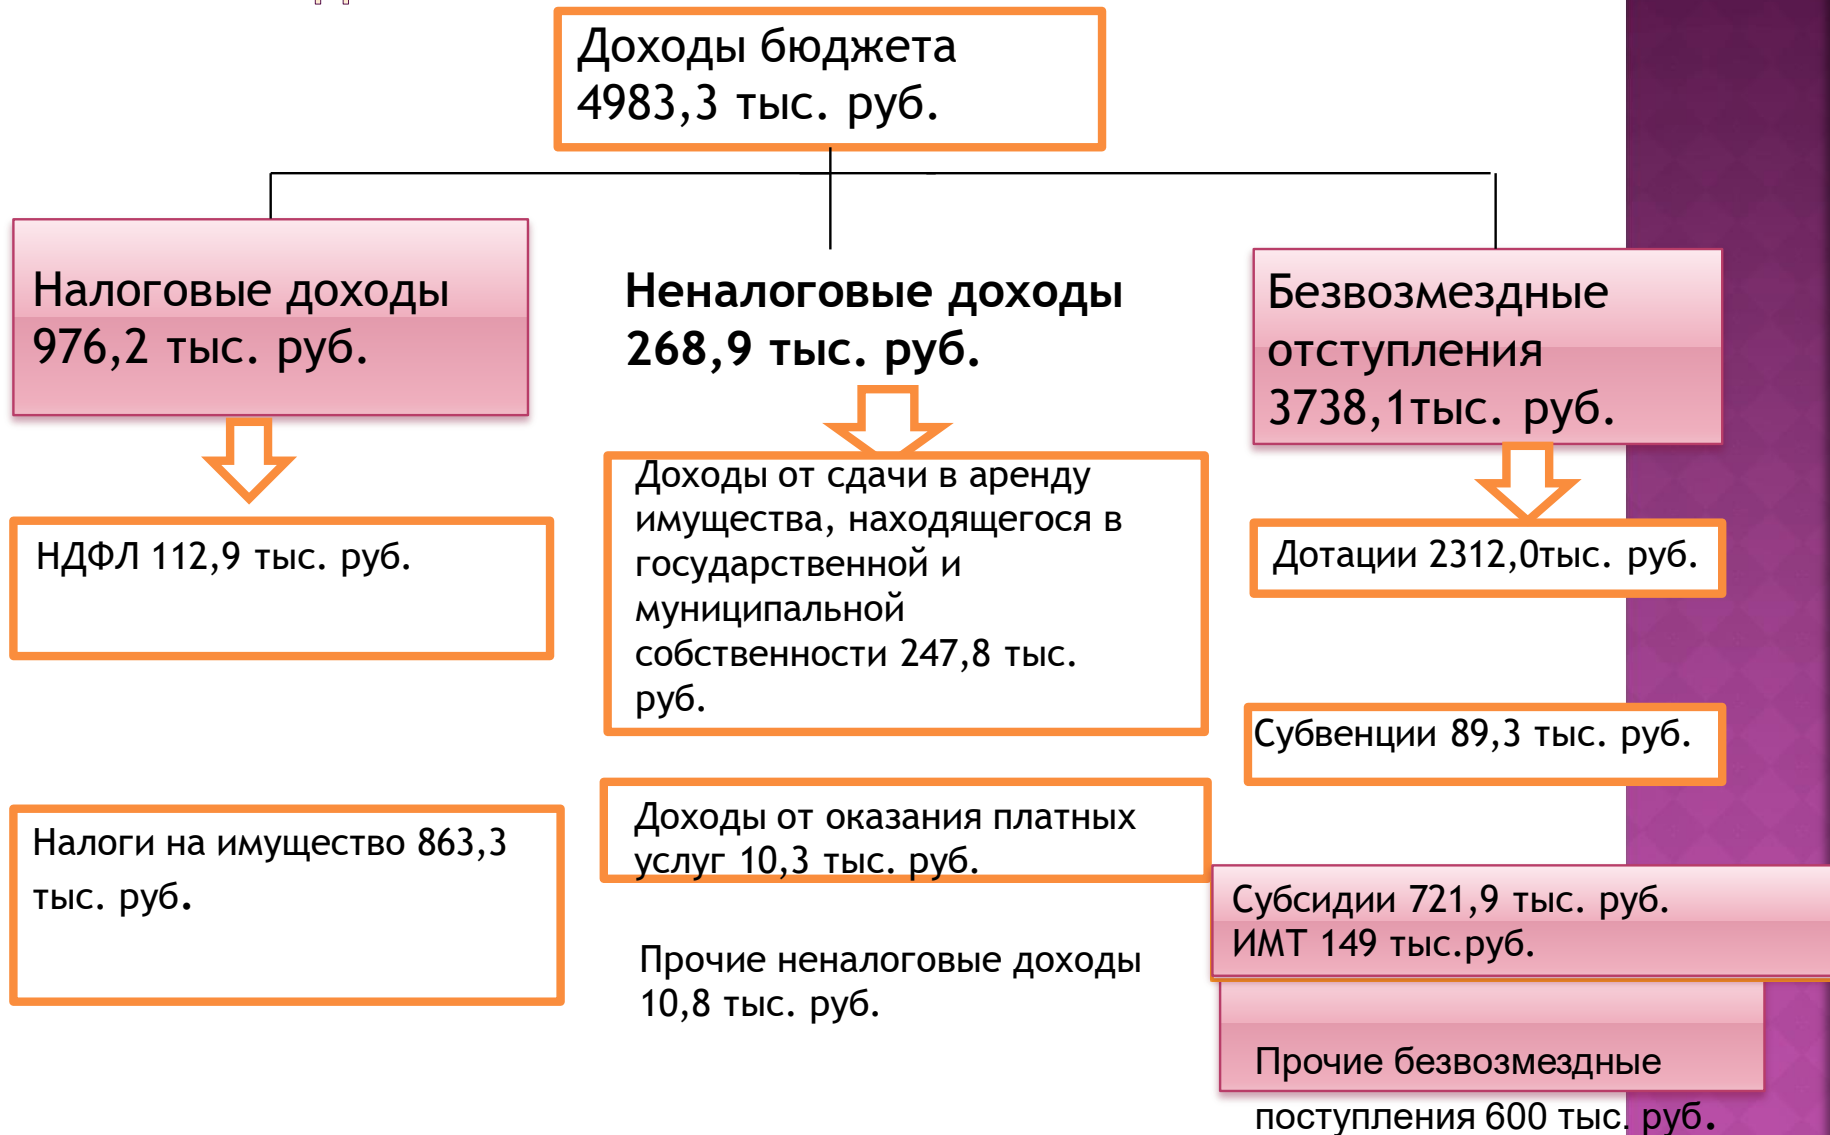 Доходы бюджета
4983,3 тыс. руб.
Налоговые доходы
976,2 тыс. руб.
Неналоговые доходы
268,9 тыс. руб.
Безвозмездные
отступления
3738,1тыс. руб.
НДФЛ 112,9 тыс. руб.
Налоги на имущество 863,3
тыс. руб.
Доходы от сдачи в аренду
имущества, находящегося в
государственной и
муниципальной
собственности 247,8 тыс.
руб.
Доходы от оказания платных
услуг 10,3 тыс. руб.
Прочие неналоговые доходы
10,8 тыс. руб.
Дотации 2312,0тыс. руб.
Субвенции 89,3 тыс. руб.
Субсидии 721,9 тыс. руб.
ИМТ 149 тыс.руб.
Прочие безвозмездные
поступления 600 тыс. руб.